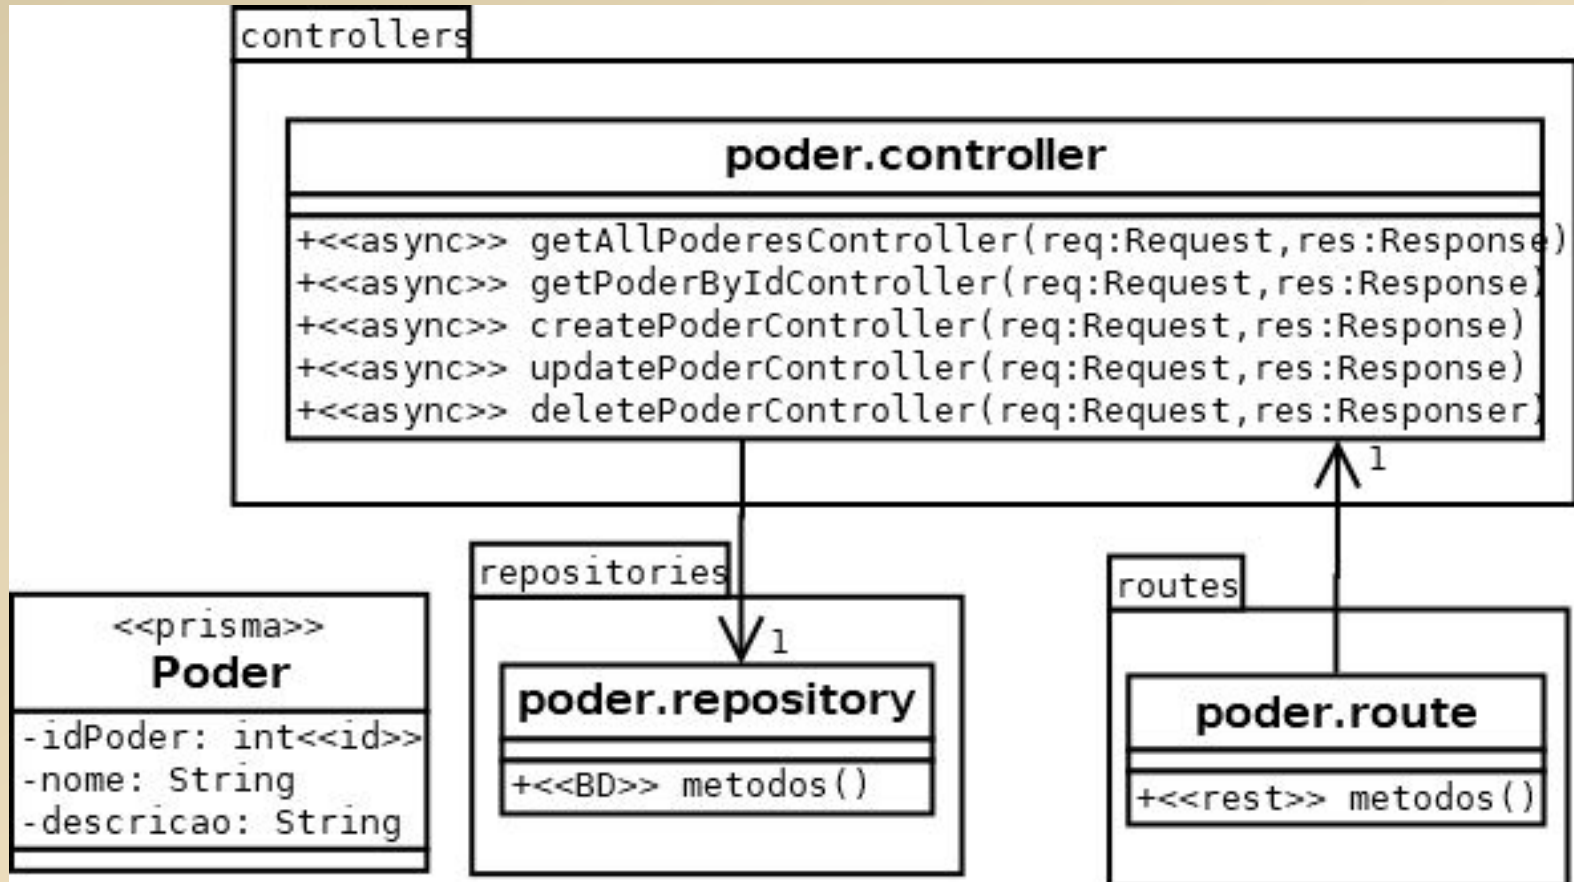 controllers
poder.controller
+<<async>> getAllPoderesController(req:Request,res:Response)
+<<async>> getPoderByIdController(req:Request,res:Response)
+<<async>> createPoderController(req:Request,res:Response)
+<<async>> updatePoderController(req:Request,res:Response)
+<<async>> deletePoderController(req:Request,res:Responser)
1
repositories
1
routes
<<prisma>>
Poder
-idPoder: int<<id>>
-nome: String
-descricao: String
poder.repository
+<<BD>> metodos()
poder.route
+<<rest>> metodos()